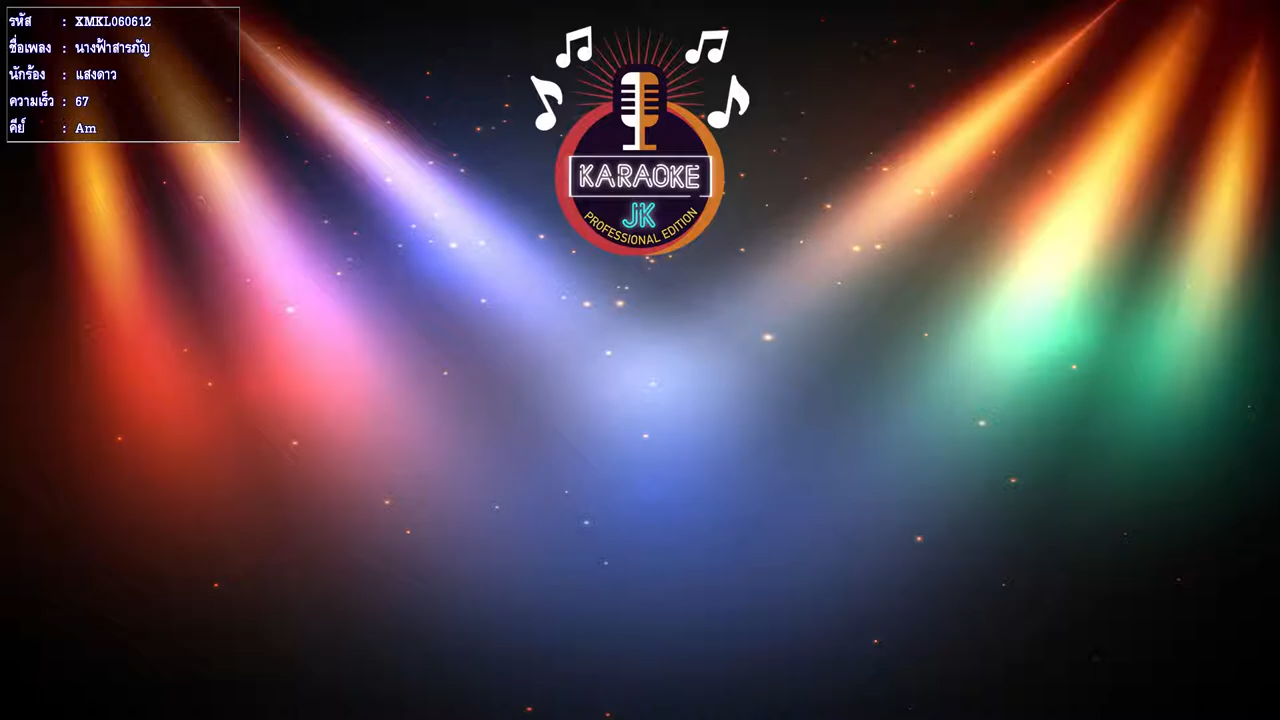 รหัส : XMKL060612
ชื่อเพลง : นางฟ้าสารภัญ
นักร้อง : แสงดาว
ความเร็ว : 67
คีย์ : Am
KARAOKE
JK
PROFESSIONAL EDITION